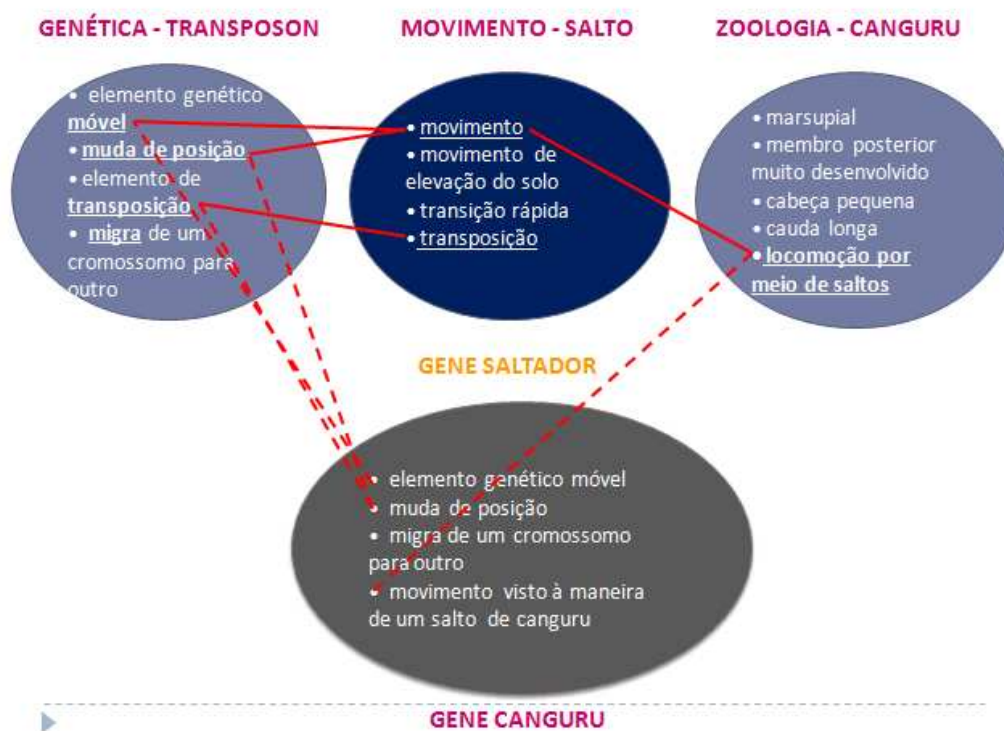 GENÉTICA - TRANSPOSON
MOVIMENTO - SALTO
ZOOLOGIA - CANGURU
• elemento genético
móvel
• muda de posição
• elemento de
transposição
• migra de um
cromossomo para
outro
• movimento
• movimento de
elevação do solo
• transição rápida
• transposição
• marsupial
• membro posterior
muito desenvolvido
• cabeça pequena
• cauda longa
• locomoção por
meio de saltos
GENE SALTADOR
• elemento genético móvel
• muda de posição
• migra de um cromossomo
para outro
• movimento visto à maneira
de um salto de canguru
GENE CANGURU